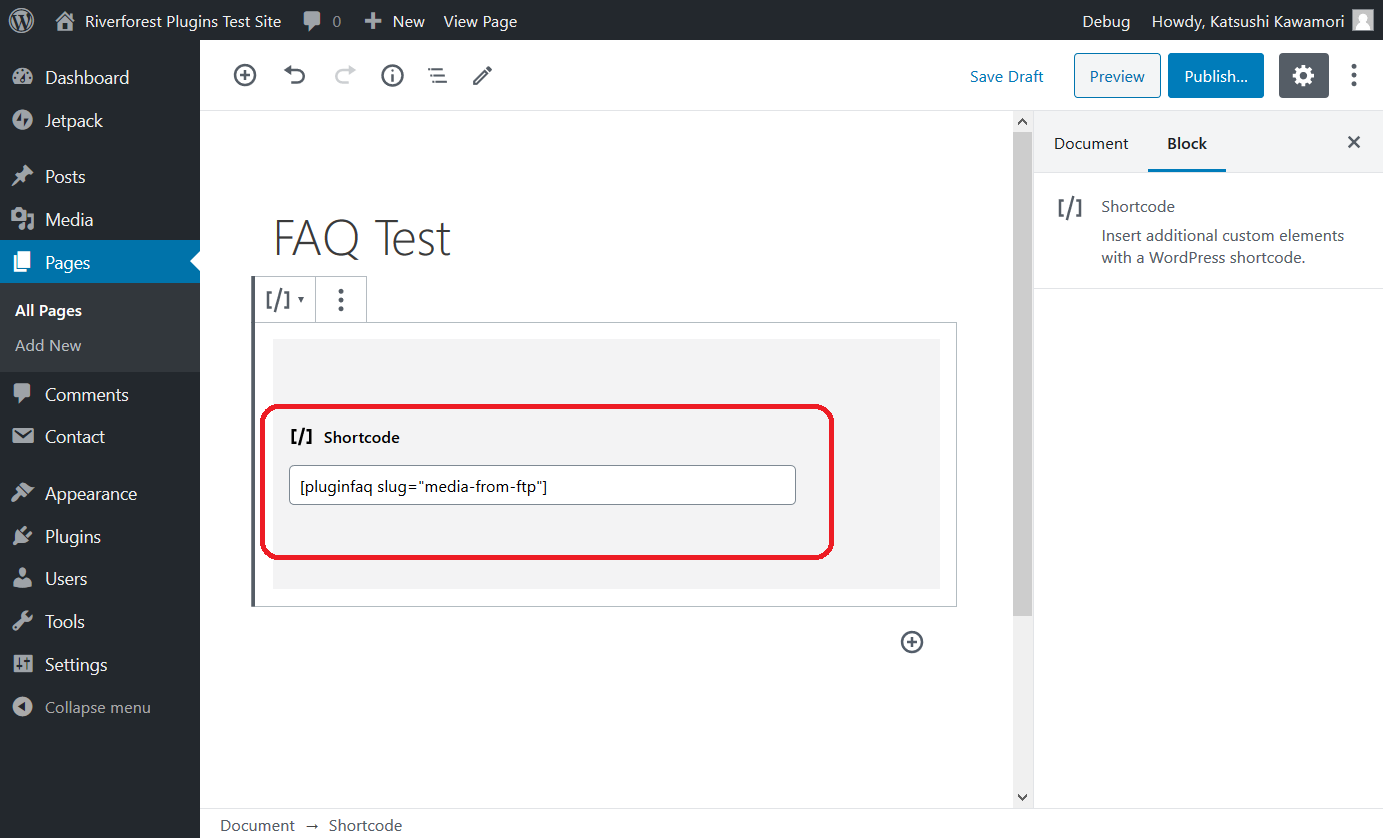 Riverforest Plugins Test Site 0 New View Page Debug Howdy, Katsushi Kawamori
Dashboard
Jetpack
Posts
Media
Pages
All Pages
Add New
Comments
Contact
Appearance
Plugins
Users
Tools
Settings
Collapse menu
Save Draft Preview Publish...
FAQ Test
[/]
[/] Shortcode
[pluginfaq slug="media-from-ftp"]
Document Block
[/] Shortcode
Insert additional custom elements
with a WordPress shortcode.
Document → Shortcode